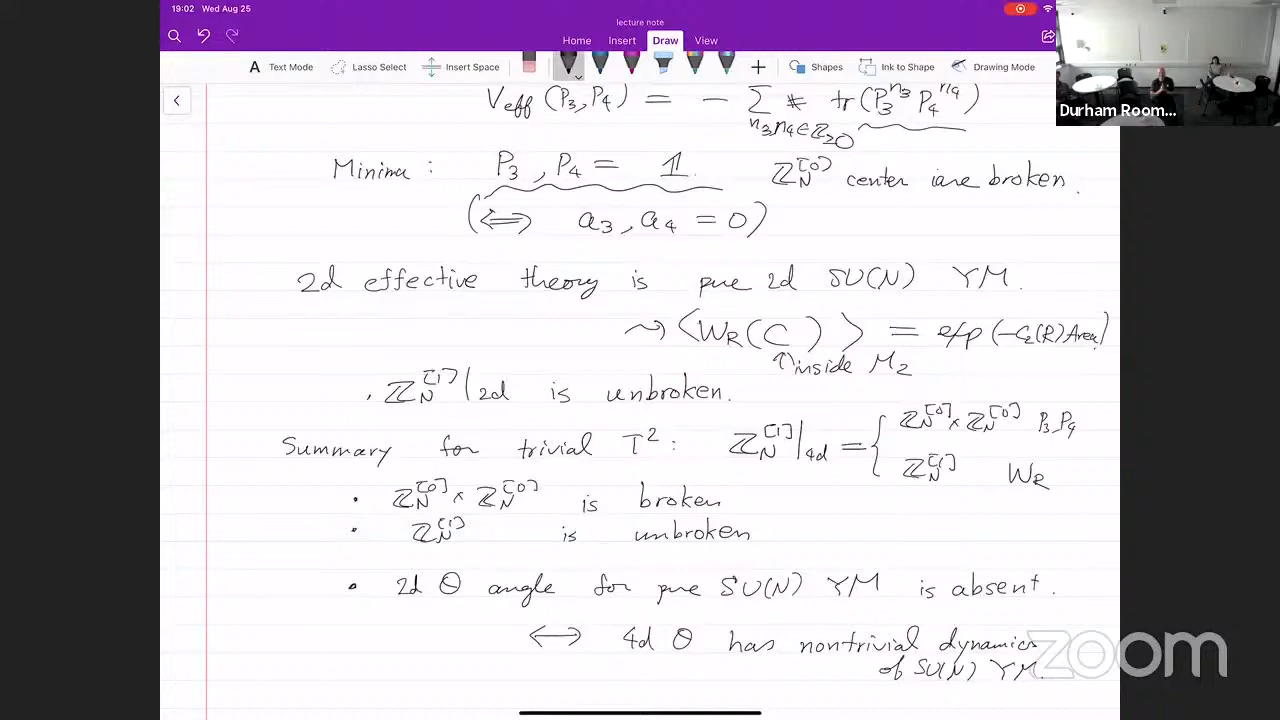 19:02 Wed Aug 25
lecture note
Home Insert Draw View
Text Mode Lasso Select Insert Space Shapes Ink to Shape Drawing Mode
Durham Room...
V_eff (P_3, P_4) = - Σ_{n_3, n_4 ∈ ℤ_≥0} # tr(P_3^{n_3} P_4^{n_4})
Minima : P_3, P_4 = 𝟙. ℤ_N^[0] center are broken.
(⟺ a_3, a_4 = 0)
2d effective theory is pure 2d SU(N) YM.
⇝ ⟨W_R(C)⟩ = exp(-C_2(R) Area)
↑ inside M_2
· ℤ_N^[1]|_2d is unbroken.
Summary for trivial T^2 : ℤ_N^[1]|_4d = { ℤ_N^[0] × ℤ_N^[0] P_3, P_4
ℤ_N^[1] W_R
· ℤ_N^[0] × ℤ_N^[0] is broken
· ℤ_N^[1] is unbroken
· 2d Θ angle for pure SU(N) YM is absent.
⟺ 4d Θ has nontrivial dynamics
of SU(N) YM.
zoom